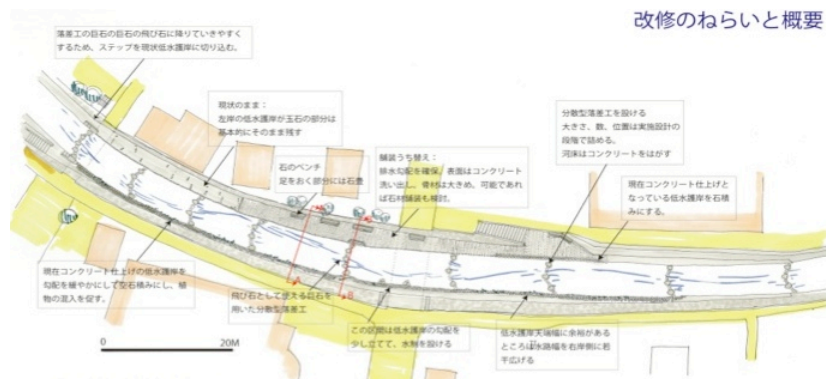 改修のねらいと概要
落差工の巨石の巨石の飛び石に降りていきやすく
するため、ステップを現状低水護岸に切り込む。
現状のまま：
左岸の低水護岸が玉石の部分は
基本的にそのまま残す
石のベンチ
足をおく部分には石畳
舗装うち替え：
排水勾配を確保。表面はコンクリート
洗い出し。骨材は大きめ、可能であれ
ば石材舗装も検討。
分散型落差工を設ける
大きさ、数、位置は実施設計の
段階で詰める。
河床はコンクリートをはがす
現在コンクリート仕上げと
なっている低水護岸を石積
みにする。
現在コンクリート仕上げの低水護岸を
勾配を緩やかにして空石積みにし、植
物の混入を促す。
飛び石として使える巨石を
用いた分散型落差工
この区間は低水護岸の勾配を
少し立てて、水制を設ける
低水護岸天端幅に余裕がある
ところは水路幅を右岸側に若
干広げる
A
B
0 20M